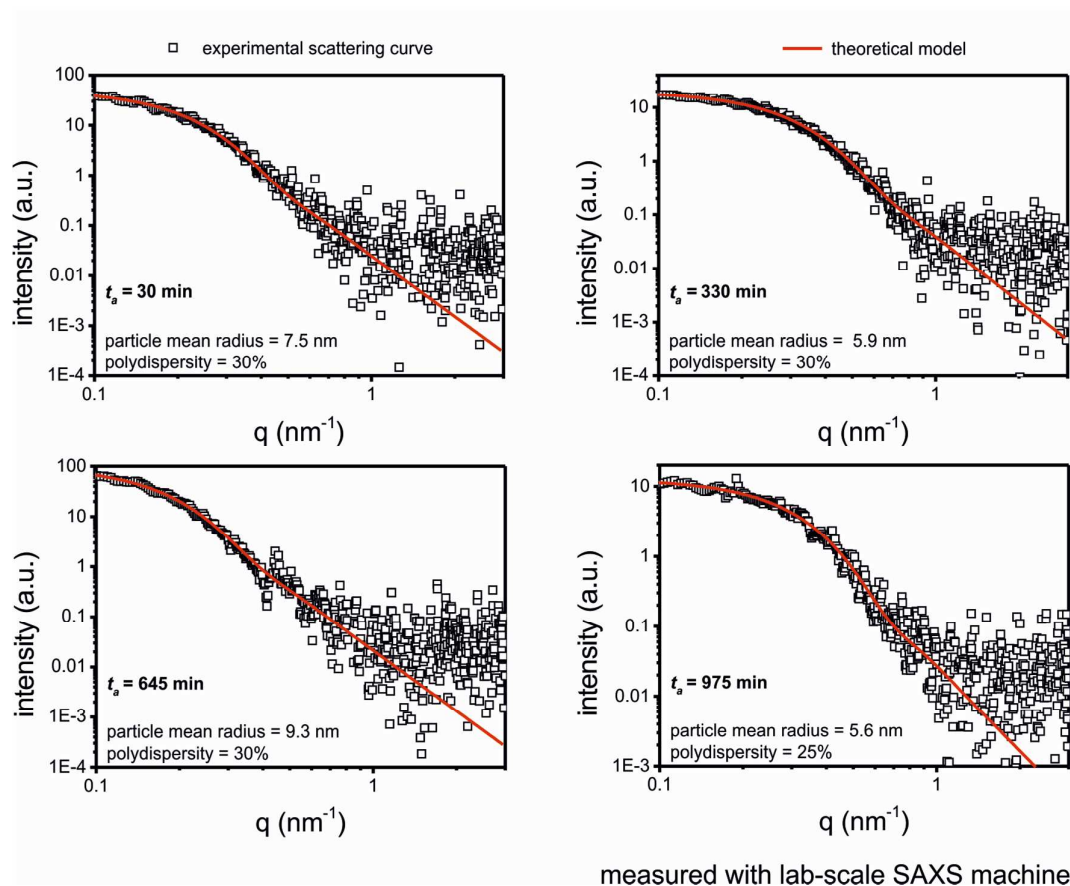 experimental scattering curve
theoretical model
100
10
1
0.1
0.01
1E-3
1E-4
intensity (a.u.)
t_a = 30 min
particle mean radius = 7.5 nm
polydispersity = 30%
0.1 1
q (nm⁻¹)
10
1
0.1
0.01
1E-3
1E-4
intensity (a.u.)
t_a = 330 min
particle mean radius = 5.9 nm
polydispersity = 30%
0.1 1
q (nm⁻¹)
100
10
1
0.1
0.01
1E-3
1E-4
intensity (a.u.)
t_a = 645 min
particle mean radius = 9.3 nm
polydispersity = 30%
0.1 1
q (nm⁻¹)
10
1
0.1
0.01
1E-3
intensity (a.u.)
t_a = 975 min
particle mean radius = 5.6 nm
polydispersity = 25%
0.1 1
q (nm⁻¹)
measured with lab-scale SAXS machine